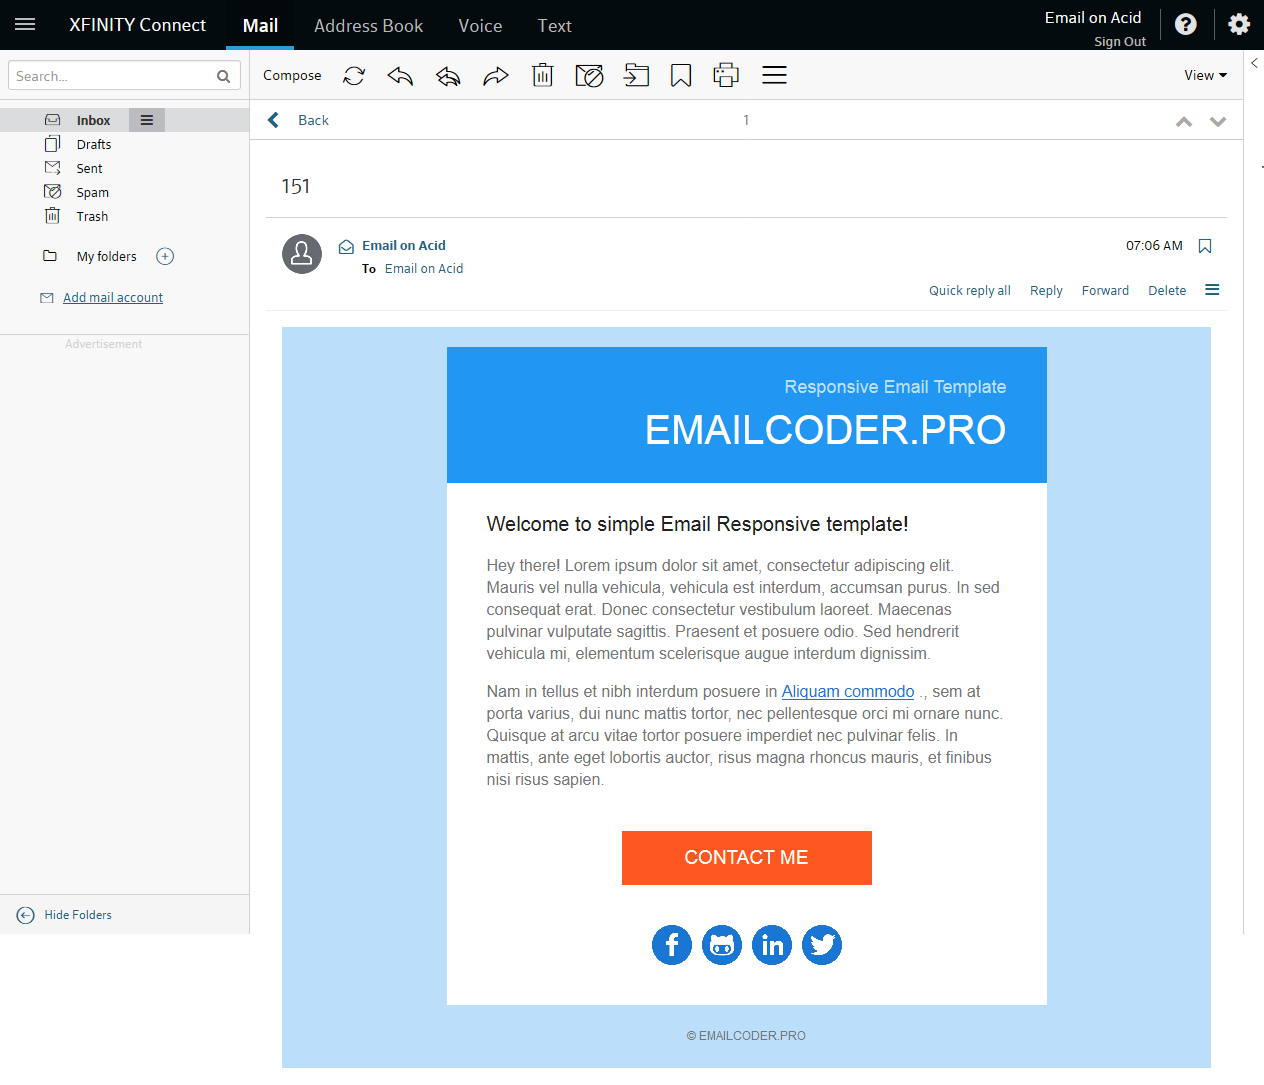 XFINITY Connect
Mail
Address Book
Voice
Text
Email on Acid
Sign Out
Search...
Compose
View
Inbox
Drafts
Sent
Spam
Trash
My folders
Add mail account
Advertisement
Hide Folders
Back
1
151
Email on Acid
07:06 AM
To Email on Acid
Quick reply all Reply Forward Delete
Responsive Email Template
EMAILCODER.PRO
Welcome to simple Email Responsive template!
Hey there! Lorem ipsum dolor sit amet, consectetur adipiscing elit.
Mauris vel nulla vehicula, vehicula est interdum, accumsan purus. In sed
consequat erat. Donec consectetur vestibulum laoreet. Maecenas
pulvinar vulputate sagittis. Praesent et posuere odio. Sed hendrerit
vehicula mi, elementum scelerisque augue interdum dignissim.
Nam in tellus et nibh interdum posuere in Aliquam commodo ., sem at
porta varius, dui nunc mattis tortor, nec pellentesque orci mi ornare nunc.
Quisque at arcu vitae tortor posuere imperdiet nec pulvinar felis. In
mattis, ante eget lobortis auctor, risus magna rhoncus mauris, et finibus
nisi risus sapien.
CONTACT ME
© EMAILCODER.PRO